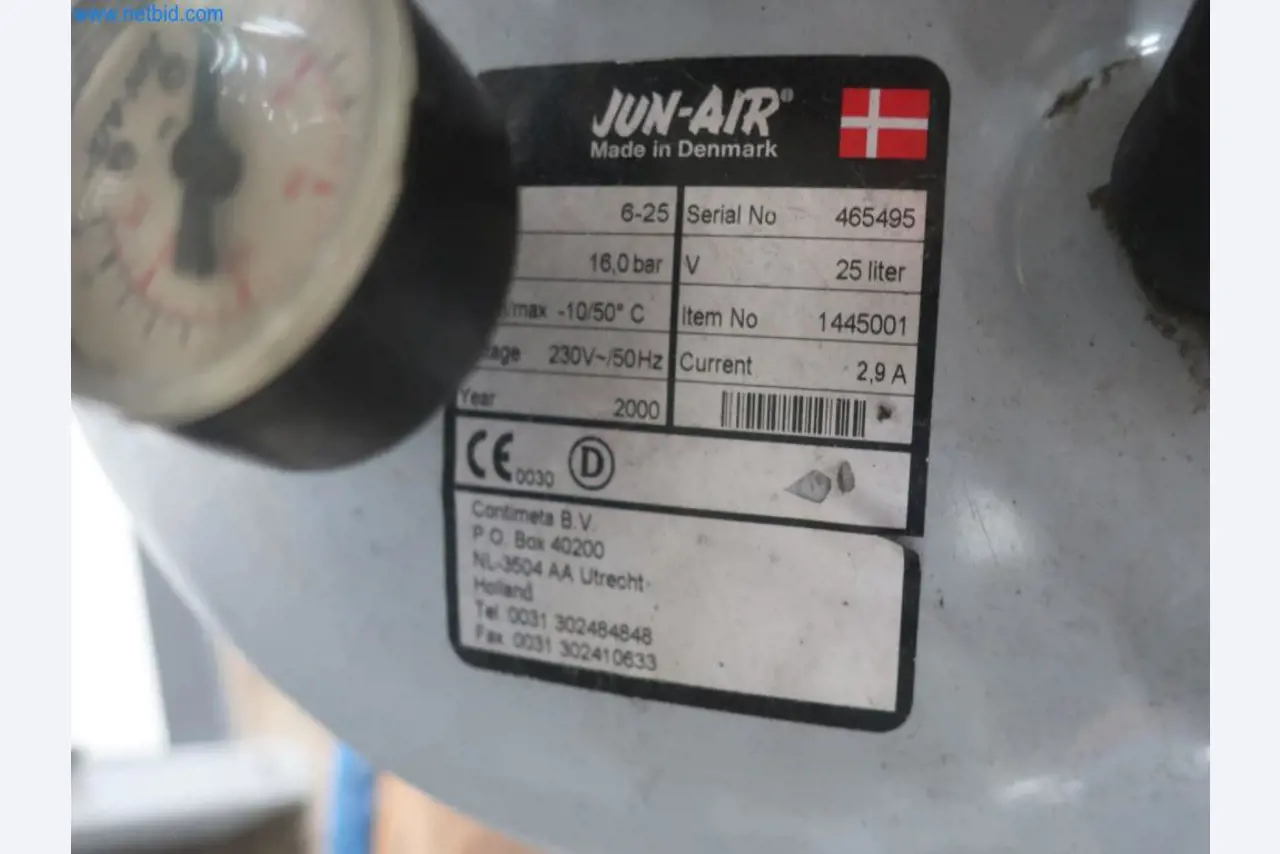 www.netbid.com
JUN-AIR®
Made in Denmark
6-25 Serial No 465495
16,0 bar V 25 liter
/max -10/50° C Item No 1445001
tage 230V~/50Hz Current 2,9 A
Year 2000
CE 0030 D
Contimeta B.V.
P.O. Box 40200
NL-3504 AA Utrecht
Holland
Tel. 0031 302484848
Fax. 0031 302410633